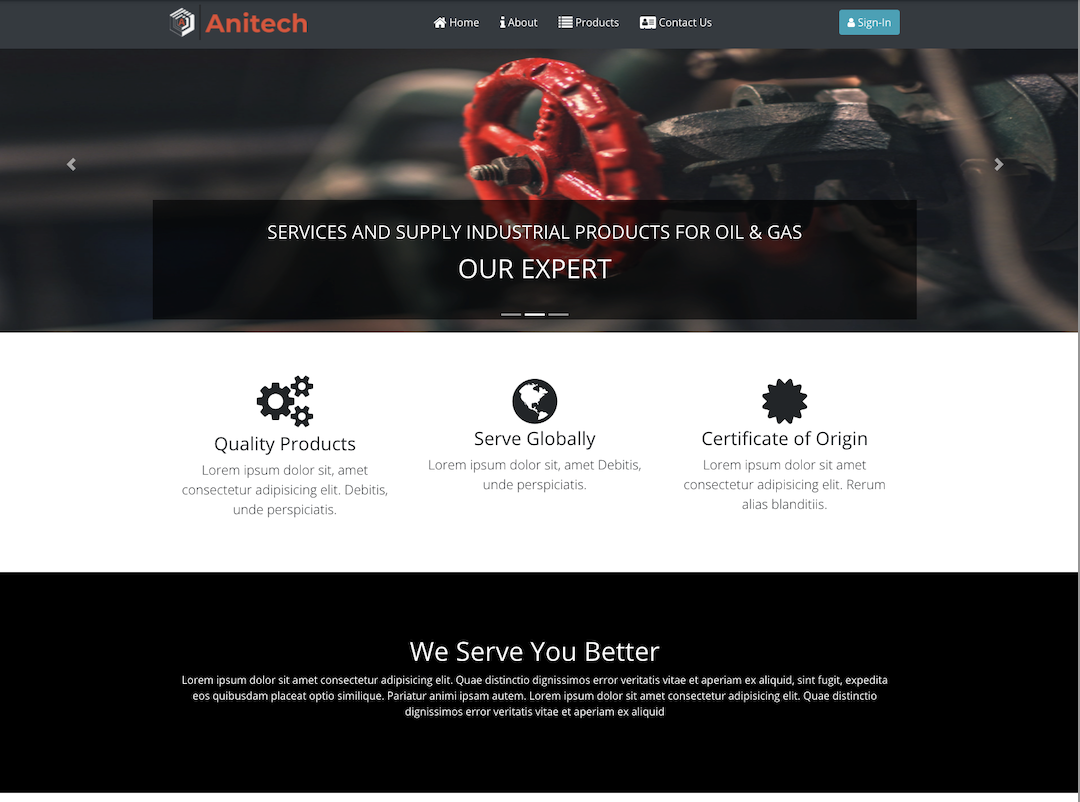 Anitech
Home About Products Contact Us Sign-In
SERVICES AND SUPPLY INDUSTRIAL PRODUCTS FOR OIL & GAS
OUR EXPERT
Quality Products
Lorem ipsum dolor sit, amet
consectetur adipisicing elit. Debitis,
unde perspiciatis.
Serve Globally
Lorem ipsum dolor sit, amet Debitis,
unde perspiciatis.
Certificate of Origin
Lorem ipsum dolor sit amet
consectetur adipisicing elit. Rerum
alias blanditiis.
We Serve You Better
Lorem ipsum dolor sit amet consectetur adipisicing elit. Quae distinctio dignissimos error veritatis vitae et aperiam ex aliquid, sint fugit, expedita
eos quibusdam placeat optio similique. Pariatur animi ipsam autem. Lorem ipsum dolor sit amet consectetur adipisicing elit. Quae distinctio
dignissimos error veritatis vitae et aperiam ex aliquid